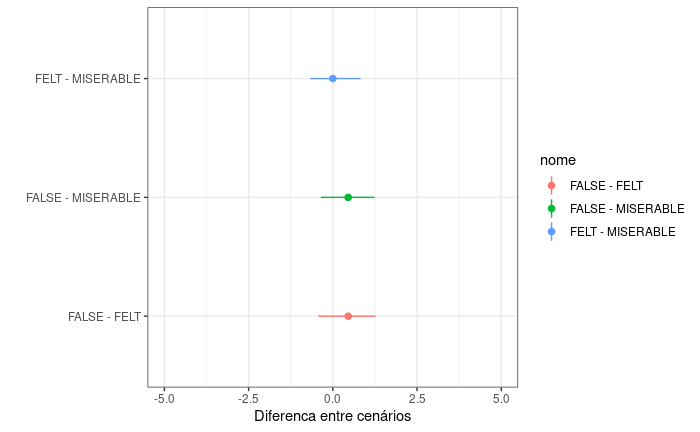 FELT - MISERABLE
FALSE - MISERABLE
FALSE - FELT
-5.0
-2.5
0.0
2.5
5.0
Diferenca entre cenários
nome
FALSE - FELT
FALSE - MISERABLE
FELT - MISERABLE